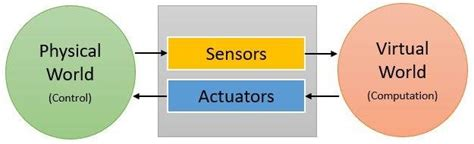 Physical
World
(Control)
Sensors
Actuators
Virtual
World
(Computation)